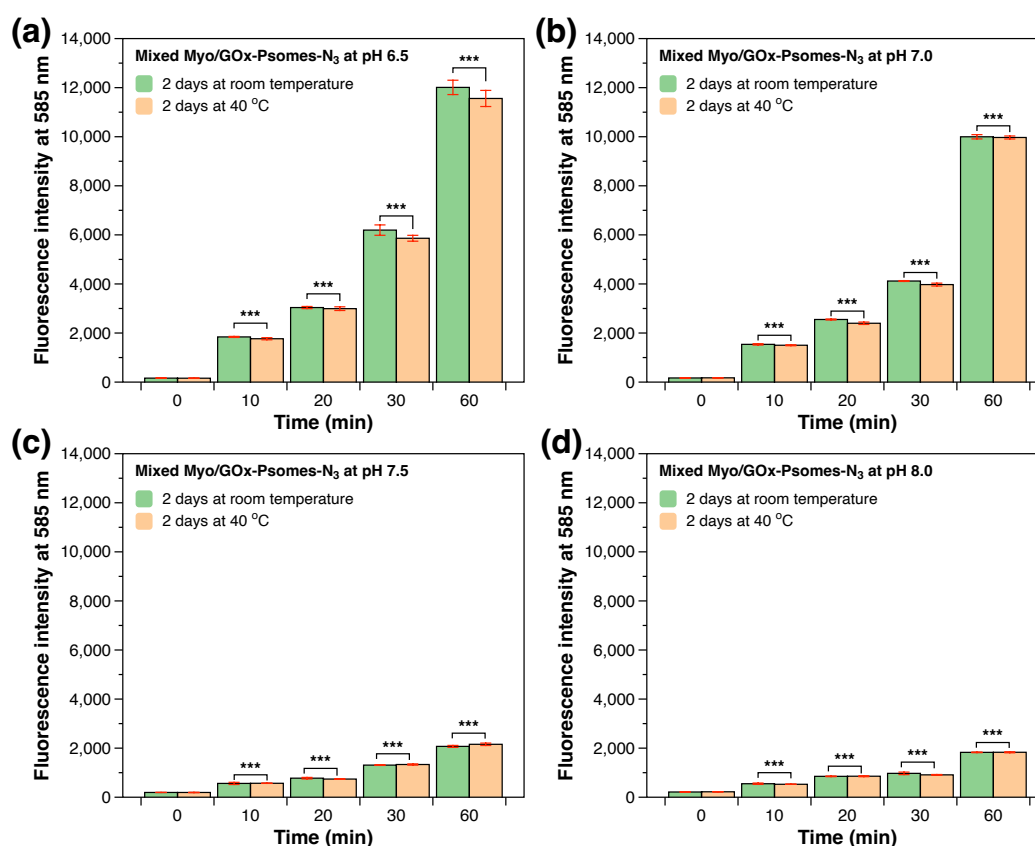 (a)
Fluorescence intensity at 585 nm
14,000
12,000
10,000
8,000
6,000
4,000
2,000
0
Mixed Myo/GOx-Psomes-N₃ at pH 6.5
2 days at room temperature
2 days at 40 °C
***
***
***
***
0 10 20 30 60
Time (min)
(b)
Fluorescence intensity at 585 nm
14,000
12,000
10,000
8,000
6,000
4,000
2,000
0
Mixed Myo/GOx-Psomes-N₃ at pH 7.0
2 days at room temperature
2 days at 40 °C
***
***
***
***
0 10 20 30 60
Time (min)
(c)
Fluorescence intensity at 585 nm
14,000
12,000
10,000
8,000
6,000
4,000
2,000
0
Mixed Myo/GOx-Psomes-N₃ at pH 7.5
2 days at room temperature
2 days at 40 °C
***
***
***
***
0 10 20 30 60
Time (min)
(d)
Fluorescence intensity at 585 nm
14,000
12,000
10,000
8,000
6,000
4,000
2,000
0
Mixed Myo/GOx-Psomes-N₃ at pH 8.0
2 days at room temperature
2 days at 40 °C
***
***
***
***
0 10 20 30 60
Time (min)